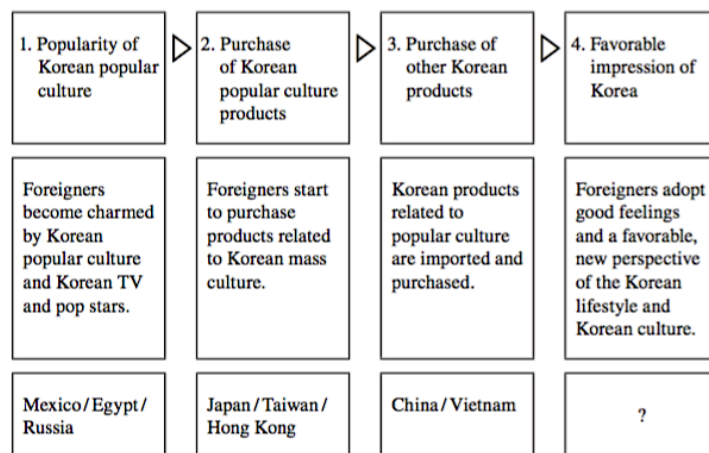 1. Popularity of
Korean popular
culture
2. Purchase
of Korean
popular culture
products
3. Purchase of
other Korean
products
4. Favorable
impression of
Korea
Foreigners
become charmed
by Korean
popular culture
and Korean TV
and pop stars.
Foreigners start
to purchase
products related
to Korean mass
culture.
Korean products
related to
popular culture
are imported and
purchased.
Foreigners adopt
good feelings
and a favorable,
new perspective
of the Korean
lifestyle and
Korean culture.
Mexico/Egypt/
Russia
Japan/Taiwan/
Hong Kong
China/Vietnam
?